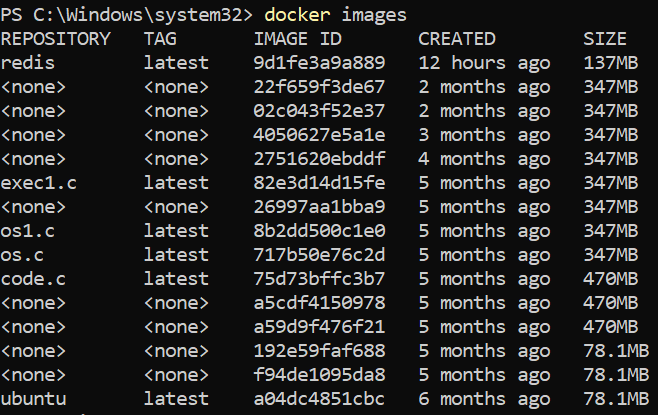 PS C:\Windows\system32> docker images
REPOSITORY TAG IMAGE ID CREATED SIZE
redis latest 9d1fe3a9a889 12 hours ago 137MB
<none> <none> 22f659f3de67 2 months ago 347MB
<none> <none> 02c043f52e37 2 months ago 347MB
<none> <none> 4050627e5a1e 3 months ago 347MB
<none> <none> 2751620ebddf 4 months ago 347MB
exec1.c latest 82e3d14d15fe 5 months ago 347MB
<none> <none> 26997aa1bba9 5 months ago 347MB
os1.c latest 8b2dd500c1e0 5 months ago 347MB
os.c latest 717b50e76c2d 5 months ago 347MB
code.c latest 75d73bffc3b7 5 months ago 470MB
<none> <none> a5cdf4150978 5 months ago 470MB
<none> <none> a59d9f476f21 5 months ago 470MB
<none> <none> 192e59faf688 5 months ago 78.1MB
<none> <none> f94de1095da8 5 months ago 78.1MB
ubuntu latest a04dc4851cbc 6 months ago 78.1MB